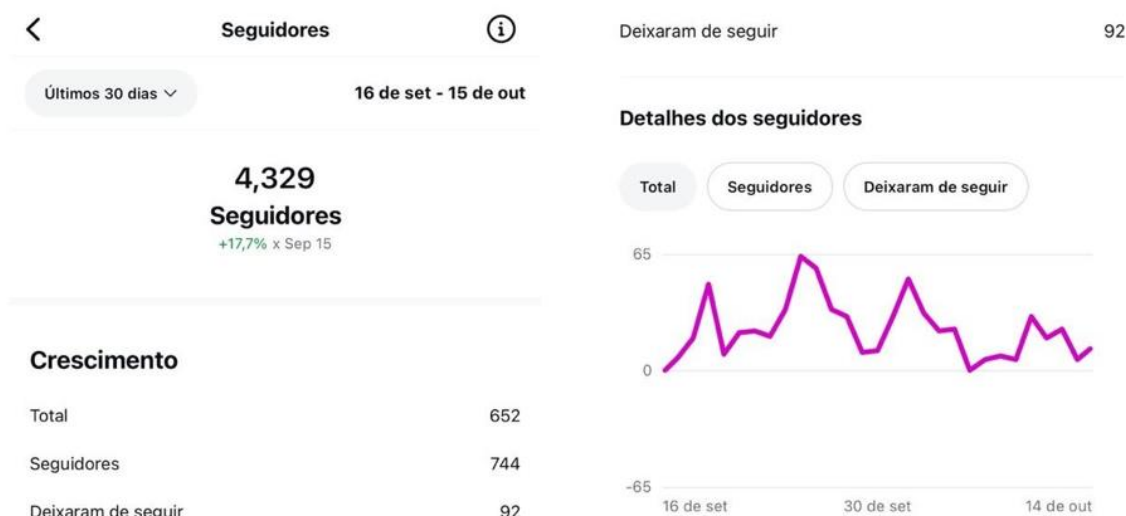 Seguidores
Últimos 30 dias
16 de set - 15 de out
4,329
Seguidores
+17,7% x Sep 15
Crescimento
Total 652
Seguidores 744
Deixaram de seguir 92
Deixaram de seguir 92
Detalhes dos seguidores
Total Seguidores Deixaram de seguir
65
0
-65
16 de set 30 de set 14 de out